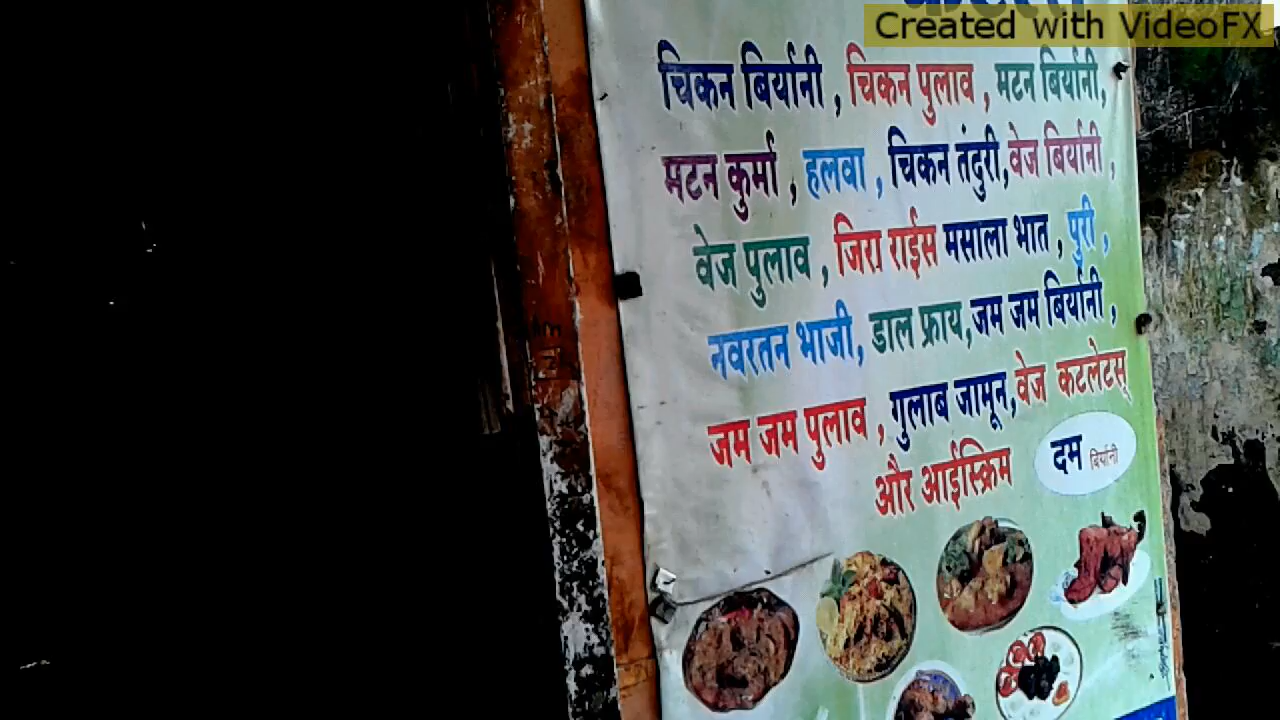 Created with VideoFX
चिकन बिर्यानी , चिकन पुलाव , मटन बिर्यानी,
मटन कुर्मा , हलवा , चिकन तंदुरी,वेज बिर्यानी ,
वेज पुलाव , जिरा राईस मसाला भात , पुरी ,
नवरतन भाजी, डाल फ्राय,जम जम बिर्यानी ,
जम जम पुलाव , गुलाब जामून,वेज कटलेटस्
और आईस्क्रिम
दम बिर्यानी